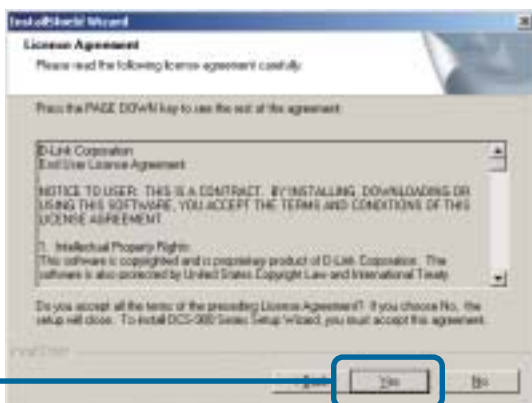 InstallShield Wizard
License Agreement
Please read the following license agreement carefully.
Press the PAGE DOWN key to see the rest of the agreement.
D-Link Corporation
End User License Agreement
NOTICE TO USER: THIS IS A CONTRACT. BY INSTALLING, DOWNLOADING OR
USING THIS SOFTWARE, YOU ACCEPT THE TERMS AND CONDITIONS OF THIS
LICENSE AGREEMENT.
1. Intellectual Property Rights:
This software is copyrighted and is proprietary product of D-Link Corporation. The
software is also protected by United States Copyright Law and International Treaty
Do you accept all the terms of the preceding License Agreement? If you choose No, the
setup will close. To install DCS-900 Series Setup Wizard, you must accept this agreement.
InstallShield
< Back
Yes
No